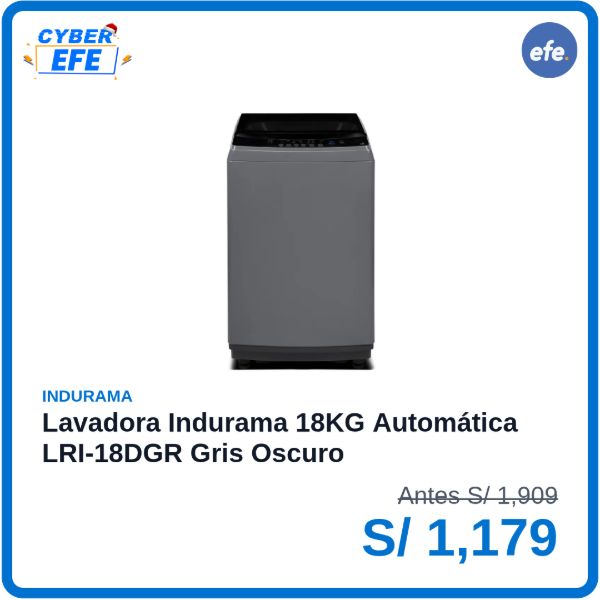 CYBER
EFE
efe.
INDURAMA
Lavadora Indurama 18KG Automática
LRI-18DGR Gris Oscuro
Antes S/ 1,909
S/ 1,179